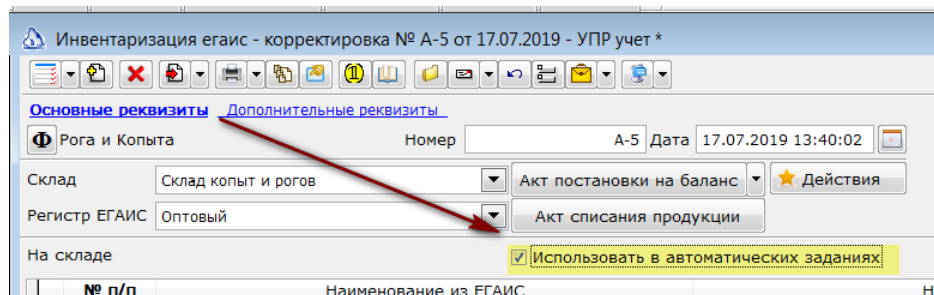 Инвентаризация егаис - корректировка № А-5 от 17.07.2019 - УПР учет *
Основные реквизиты Дополнительные реквизиты
Ф Рога и Копыта Номер А-5 Дата 17.07.2019 13:40:02
Склад Склад копыт и рогов Акт постановки на баланс Действия
Регистр ЕГАИС Оптовый Акт списания продукции
На складе Использовать в автоматических заданиях
№ п/п Наименование из ЕГАИС Н